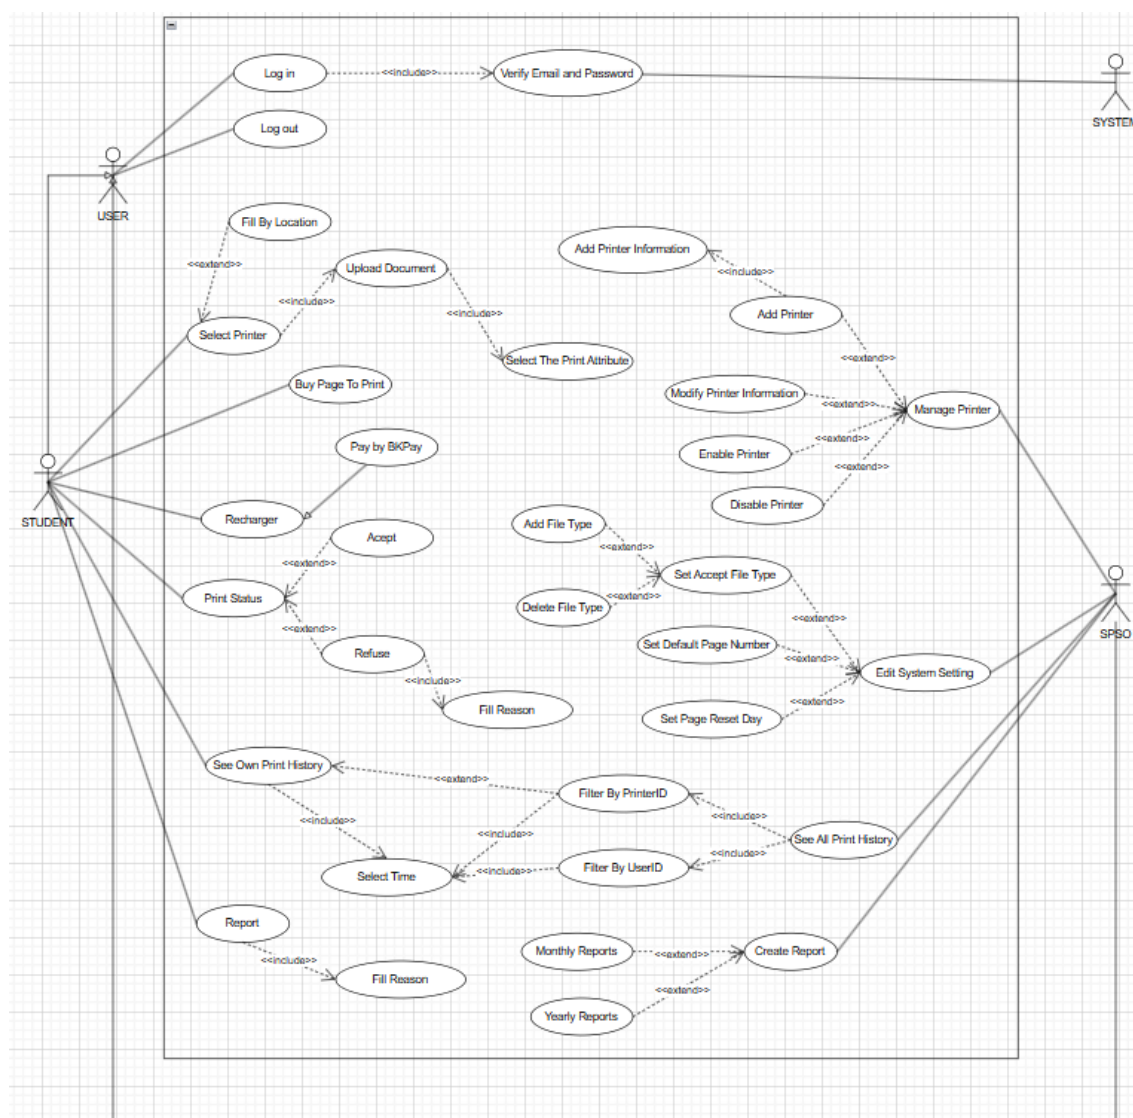 Log in
<<include>>
Verify Email and Password
SYSTEM
Log out
USER
Fill By Location
<<extend>>
Upload Document
<<include>>
Select Printer
<<include>>
Select The Print Attribute
Add Printer Information
<<include>>
Add Printer
<<extend>>
Modify Printer Information
<<extend>>
Manage Printer
Enable Printer
<<extend>>
<<extend>>
Disable Printer
Buy Page To Print
Pay by BKPay
STUDENT
Recharger
Acept
<<extend>>
Print Status
<<extend>>
Refuse
<<include>>
Fill Reason
Add File Type
<<extend>>
Set Accept File Type
<<extend>>
Delete File Type
<<extend>>
Set Default Page Number
<<extend>>
Edit System Setting
<<extend>>
Set Page Reset Day
SPSO
See Own Print History
<<extend>>
Filter By PrinterID
<<include>>
<<include>>
<<include>>
See All Print History
<<include>>
Filter By UserID
<<include>>
Select Time
Report
<<include>>
Fill Reason
Monthly Reports
<<extend>>
Create Report
<<extend>>
Yearly Reports